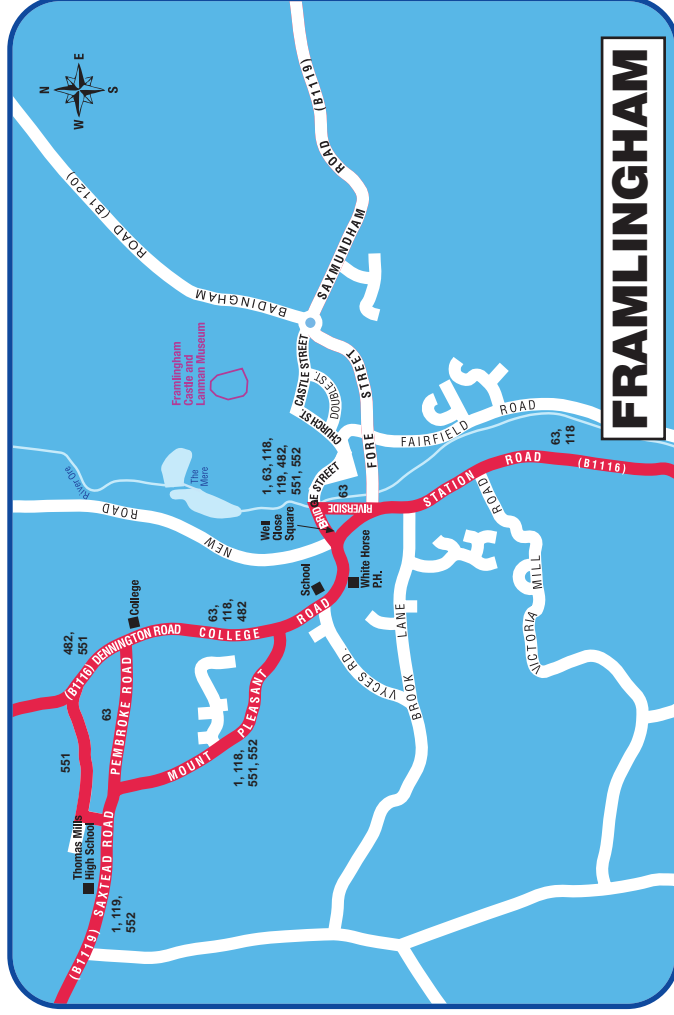 FRAMLINGHAM
N
E
S
W
ROAD (B1120)
BADINGHAM
ROAD (B1119)
SAXMUNDHAM
Framlingham
Castle and
Lanman Museum
CASTLE STREET
DOUBLE ST.
CHURCH ST.
FORE STREET
FAIRFIELD ROAD
River Ore
The
Mere
1, 63, 118,
119, 482,
551, 552
BRIDGE STREET
63
RIVERSIDE
Well
Close
Square
NEW ROAD
STATION ROAD (B1116)
63,
118
School
White Horse
P.H.
College
482,
551
(B1116) DENNINGTON ROAD
COLLEGE ROAD
63,
118,
482
551
63
PEMBROKE ROAD
MOUNT PLEASANT
1, 118,
551, 552
Thomas Mills
High School
(B1119) SAXTEAD ROAD
1, 119,
552
VYCES RD.
BROOK LANE
VICTORIA MILL ROAD